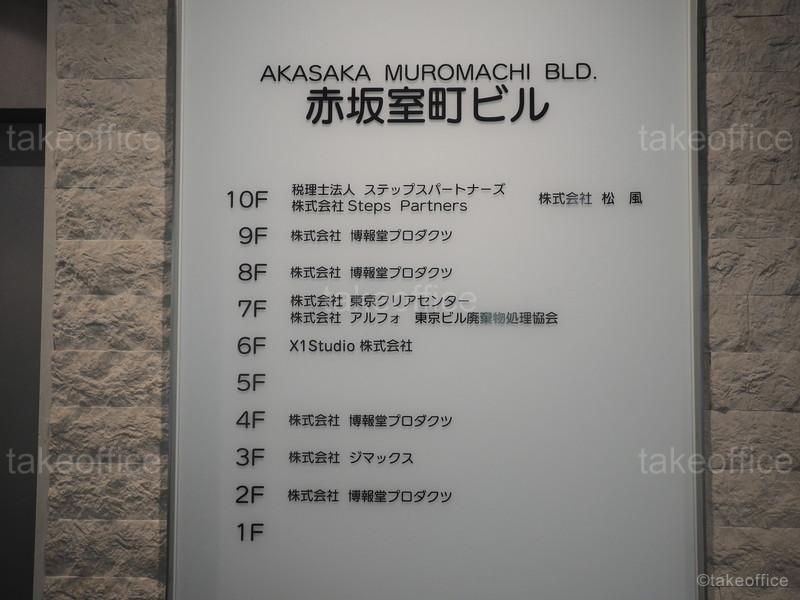 AKASAKA MUROMACHI BLD.
赤坂室町ビル
10F 税理士法人 ステップスパートナーズ
株式会社 Steps Partners 株式会社 松 風
9F 株式会社 博報堂プロダクツ
8F 株式会社 博報堂プロダクツ
7F 株式会社 東京クリアセンター
株式会社 アルフォ 東京ビル廃棄物処理協会
6F X1Studio 株式会社
5F
4F 株式会社 博報堂プロダクツ
3F 株式会社 ジマックス
2F 株式会社 博報堂プロダクツ
1F
takeoffice
takeoffice
takeoffice
takeoffice
takeoffice
©takeoffice